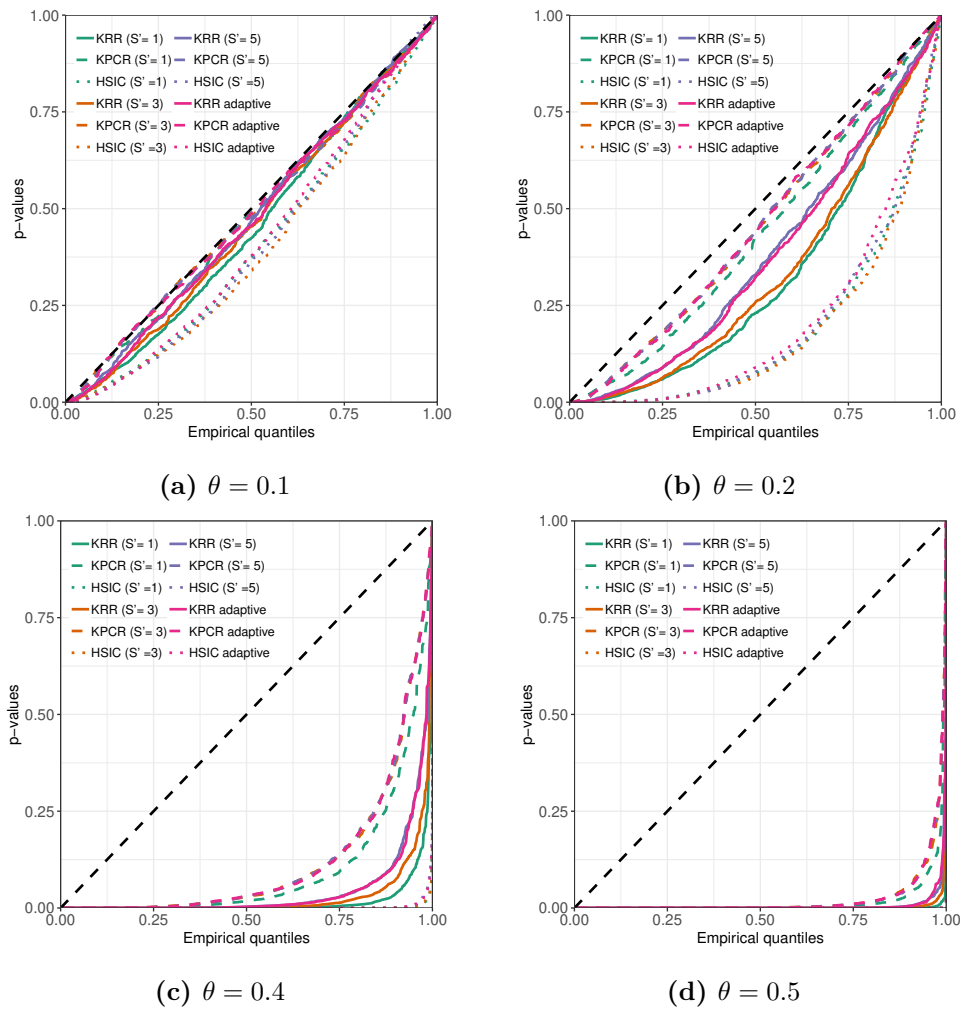 1.00
0.75
0.50
0.25
0.00
p−values
KRR (S'= 1)
KPCR (S'= 1)
HSIC (S' =1)
KRR (S'= 3)
KPCR (S'= 3)
HSIC (S' =3)
KRR (S'= 5)
KPCR (S'= 5)
HSIC (S' =5)
KRR adaptive
KPCR adaptive
HSIC adaptive
0.00 0.25 0.50 0.75 1.00
Empirical quantiles
(a) θ = 0.1
1.00
0.75
0.50
0.25
0.00
p−values
KRR (S'= 1)
KPCR (S'= 1)
HSIC (S' =1)
KRR (S'= 3)
KPCR (S'= 3)
HSIC (S' =3)
KRR (S'= 5)
KPCR (S'= 5)
HSIC (S' =5)
KRR adaptive
KPCR adaptive
HSIC adaptive
0.00 0.25 0.50 0.75 1.00
Empirical quantiles
(b) θ = 0.2
1.00
0.75
0.50
0.25
0.00
p−values
KRR (S'= 1)
KPCR (S'= 1)
HSIC (S' =1)
KRR (S'= 3)
KPCR (S'= 3)
HSIC (S' =3)
KRR (S'= 5)
KPCR (S'= 5)
HSIC (S' =5)
KRR adaptive
KPCR adaptive
HSIC adaptive
0.00 0.25 0.50 0.75 1.00
Empirical quantiles
(c) θ = 0.4
1.00
0.75
0.50
0.25
0.00
p−values
KRR (S'= 1)
KPCR (S'= 1)
HSIC (S' =1)
KRR (S'= 3)
KPCR (S'= 3)
HSIC (S' =3)
KRR (S'= 5)
KPCR (S'= 5)
HSIC (S' =5)
KRR adaptive
KPCR adaptive
HSIC adaptive
0.00 0.25 0.50 0.75 1.00
Empirical quantiles
(d) θ = 0.5